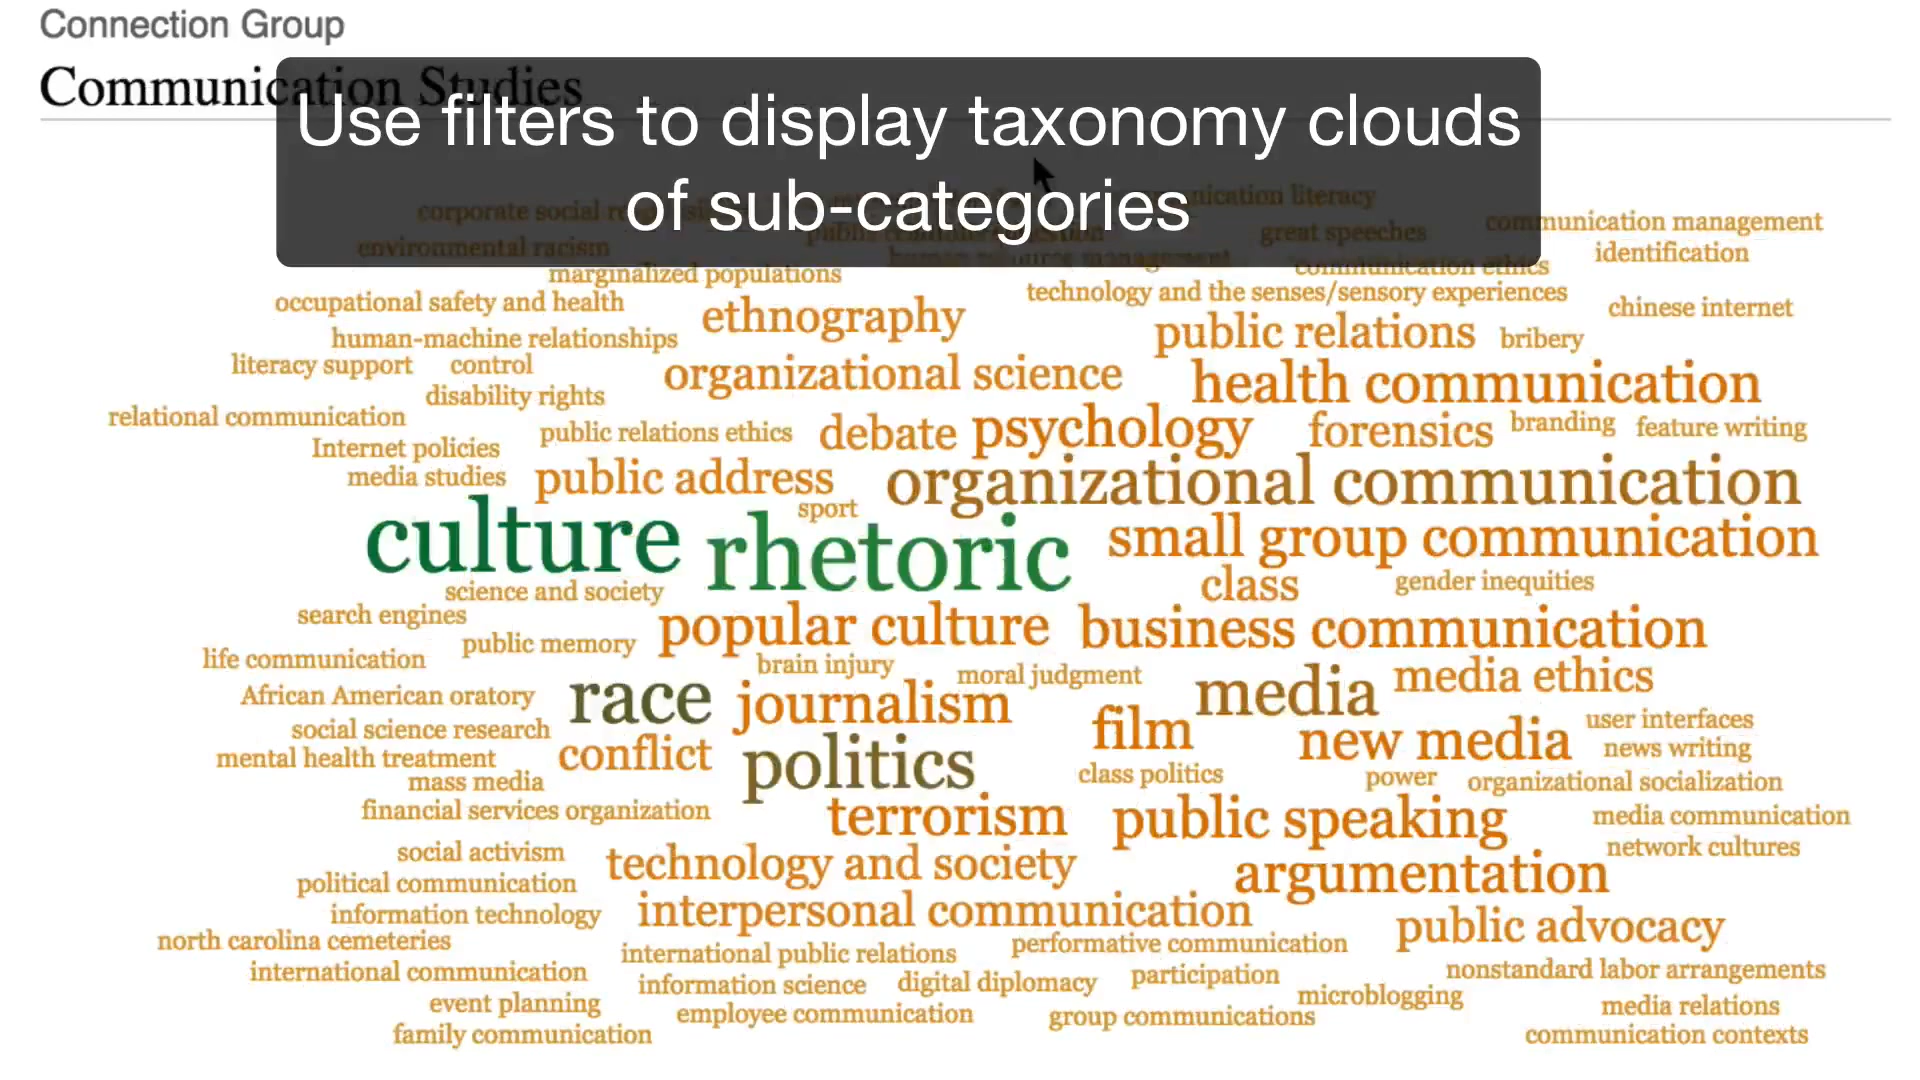 Connection Group
Communication Studies
Use filters to display taxonomy clouds
of sub-categories
communication literacy
corporate social
communication management
great speeches
environmental racism
identification
human resources management
communication ethics
marginalized populations
technology and the senses/sensory experiences
occupational safety and health
ethnography
chinese internet
public relations
bribery
human-machine relationships
literacy support
control
organizational science
health communication
disability rights
relational communication
public relations ethics
debate
psychology
forensics
branding
feature writing
Internet policies
media studies
public address
organizational communication
sport
culture
rhetoric
small group communication
science and society
class
gender inequities
search engines
popular culture
business communication
public memory
life communication
brain injury
moral judgment
media ethics
African American oratory
race
journalism
media
social science research
film
new media
user interfaces
mental health treatment
conflict
politics
news writing
mass media
class politics
power
organizational socialization
financial services organization
terrorism
public speaking
media communication
social activism
technology and society
argumentation
network cultures
political communication
information technology
interpersonal communication
public advocacy
north carolina cemeteries
international public relations
performative communication
international communication
information science
digital diplomacy
participation
nonstandard labor arrangements
event planning
employee communication
group communications
microblogging
media relations
family communication
communication contexts